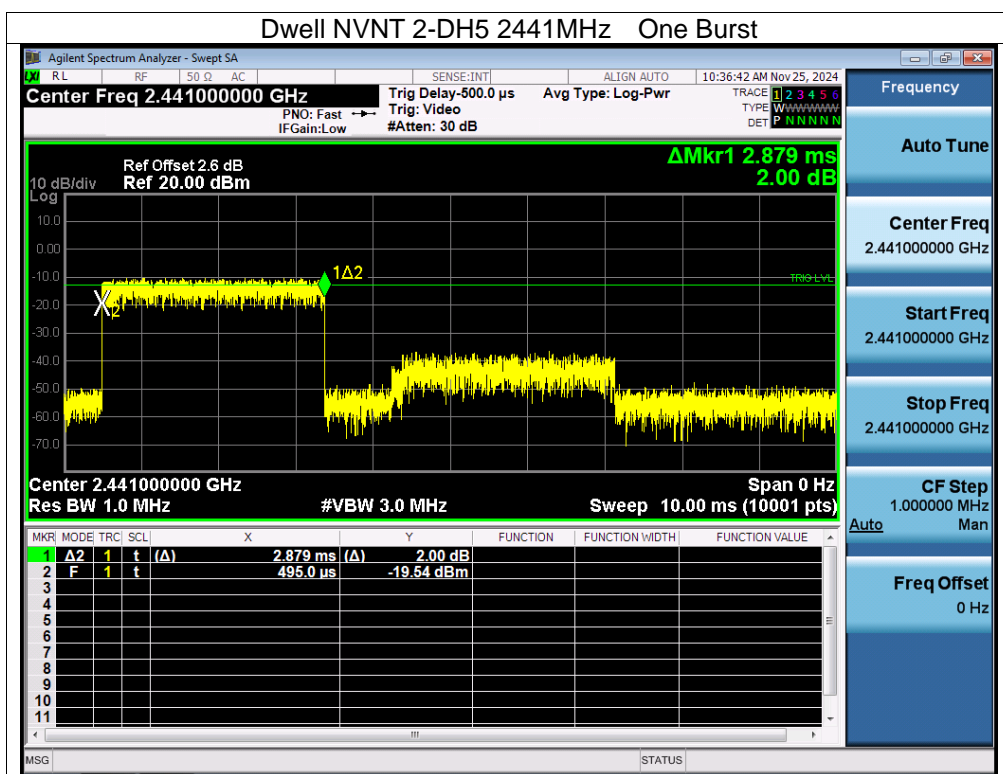 Dwell NVNT 2-DH5 2441MHz One Burst
Agilent Spectrum Analyzer - Swept SA
LXI RL RF 50 Ω AC SENSE:INT ALIGN AUTO 10:36:42 AM Nov 25, 2024
Center Freq 2.441000000 GHz
PNO: Fast
IFGain:Low
Trig Delay-500.0 µs
Trig: Video
#Atten: 30 dB
Avg Type: Log-Pwr
TRACE 1 2 3 4 5 6
TYPE WWWWWW
DET P N N N N N
Ref Offset 2.6 dB
10 dB/div Ref 20.00 dBm
Log
ΔMkr1 2.879 ms
2.00 dB
10.0
0.00
-10.0
-20.0
-30.0
-40.0
-50.0
-60.0
-70.0
1Δ2
2
TRIG LVL
Center 2.441000000 GHz Span 0 Hz
Res BW 1.0 MHz #VBW 3.0 MHz Sweep 10.00 ms (10001 pts)
MKR MODE TRC SCL X Y FUNCTION FUNCTION WIDTH FUNCTION VALUE
1 Δ2 1 t (Δ) 2.879 ms (Δ) 2.00 dB
2 F 1 t 495.0 µs -19.54 dBm
3
4
5
6
7
8
9
10
11
MSG STATUS
Frequency
Auto Tune
Center Freq
2.441000000 GHz
Start Freq
2.441000000 GHz
Stop Freq
2.441000000 GHz
CF Step
1.000000 MHz
Auto Man
Freq Offset
0 Hz